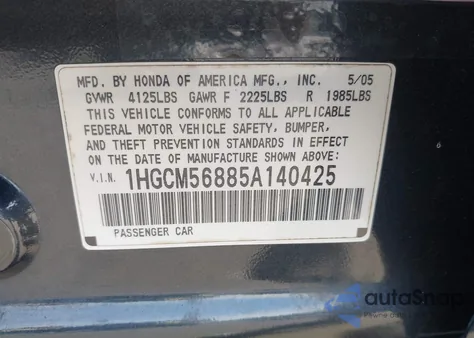 MFD. BY HONDA OF AMERICA MFG., INC. 5/05
GVWR 4125LBS GAWR F 2225LBS R 1985LBS
THIS VEHICLE CONFORMS TO ALL APPLICABLE
FEDERAL MOTOR VEHICLE SAFETY, BUMPER,
AND THEFT PREVENTION STANDARDS IN EFFECT
ON THE DATE OF MANUFACTURE SHOWN ABOVE.
V.I.N. 1HGCM56885A140425
PASSENGER CAR
autoSnap